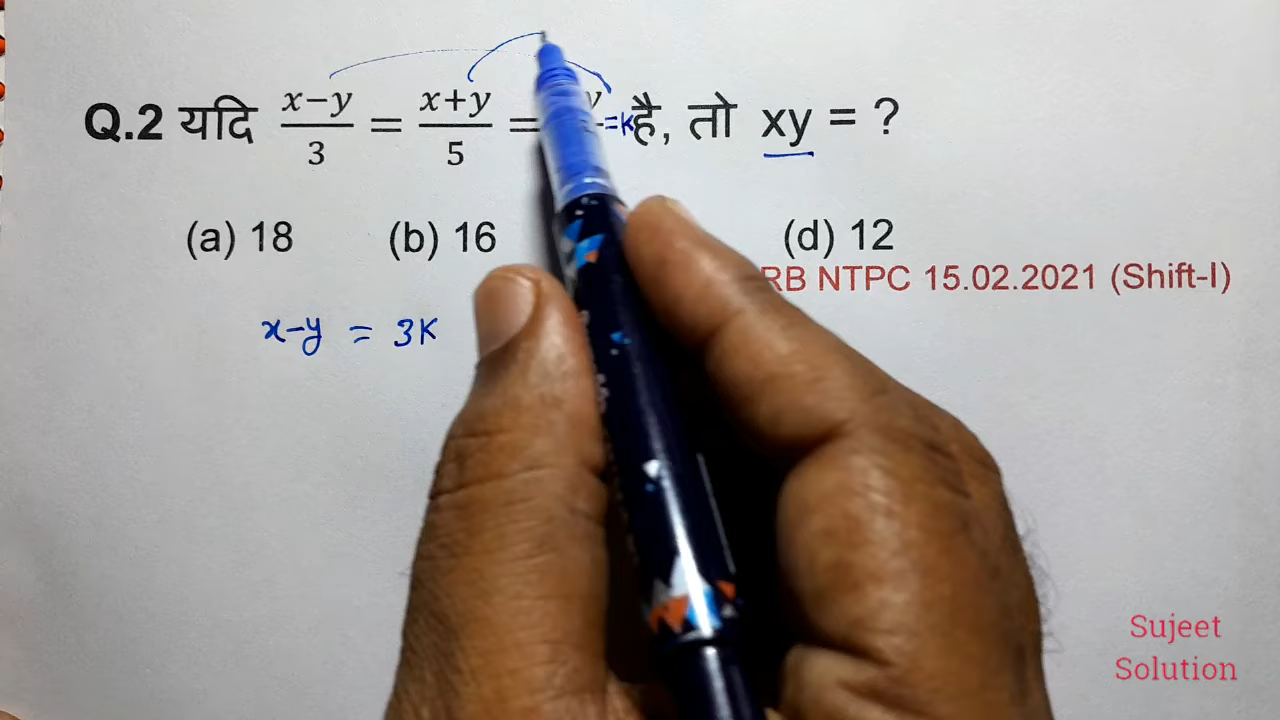 Q.2 यदि x−y/3 = x+y/5 = y =K है, तो xy = ?
(a) 18 (b) 16 (d) 12
RB NTPC 15.02.2021 (Shift-I)
x−y = 3K
Sujeet
Solution